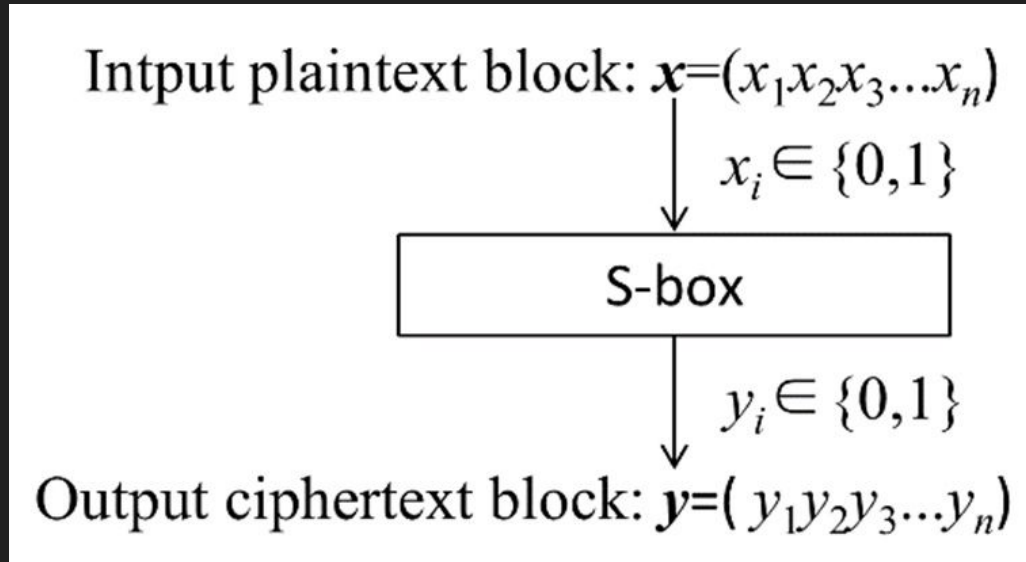 Intput plaintext block: x=(x₁x₂x₃...xₙ)
xᵢ∈ {0,1}
S-box
yᵢ∈ {0,1}
Output ciphertext block: y=( y₁y₂y₃...yₙ)